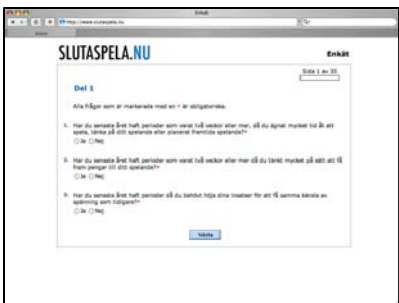 Enkät
http://www.slutaspela.nu
SLUTASPELA.NU
Enkät
Sida 1 av 35
Del 1
Alla frågor som är markerade med en * är obligatoriska.
1. Har du senaste året haft perioder som varat två veckor eller mer, då du ägnat mycket tid åt att
spela, tänka på ditt spelande eller planerat framtida spelande?*
Ja Nej
2. Har du senaste året haft perioder som varat två veckor eller mer då du tänkt mycket på sätt att få
fram pengar till ditt spelande?*
Ja Nej
3. Har du senaste året haft perioder då du behövt höja dina insatser för att få samma känsla av
spänning som tidigare?*
Ja Nej
Nästa